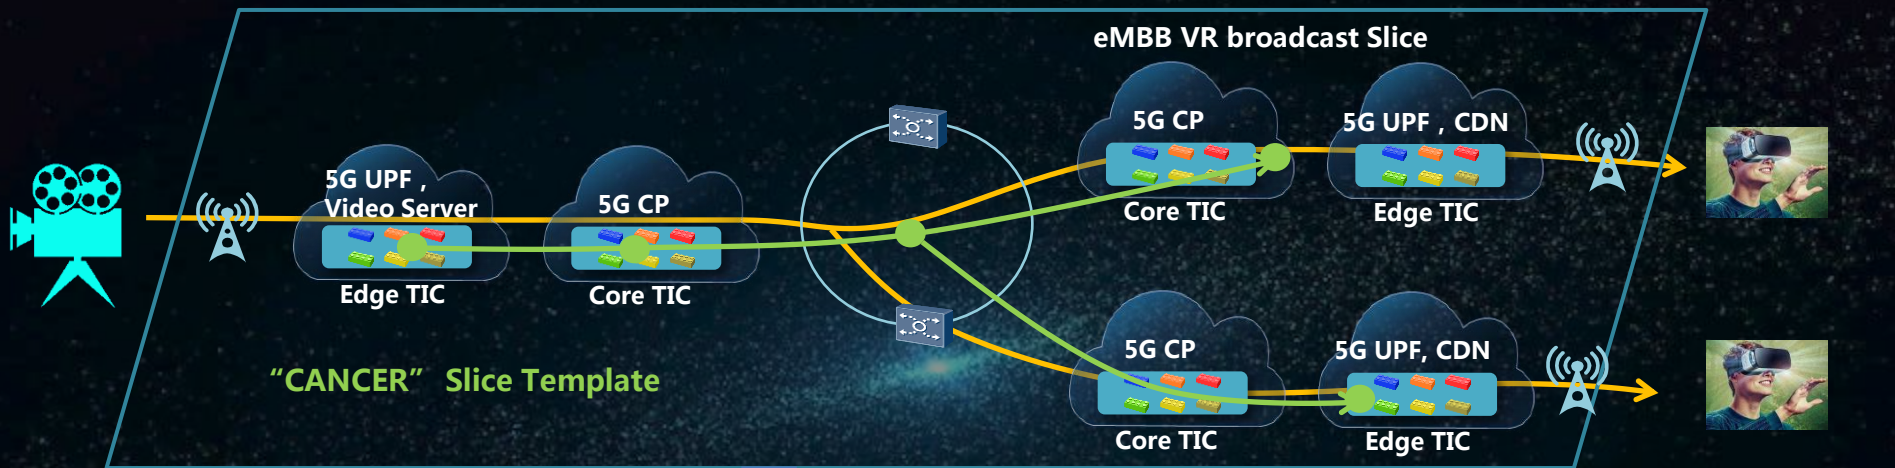 eMBB VR broadcast Slice
5G CP
5G UPF，CDN
Core TIC
Edge TIC
5G UPF，
Video Server
5G CP
Edge TIC
Core TIC
“CANCER” Slice Template
5G CP
5G UPF, CDN
Core TIC
Edge TIC